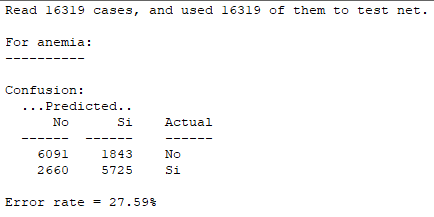 Read 16319 cases, and used 16319 of them to test net.
For anemia:
----------
Confusion:
...Predicted..
No Si Actual
------ ------ ------
6091 1843 No
2660 5725 Si
Error rate = 27.59%